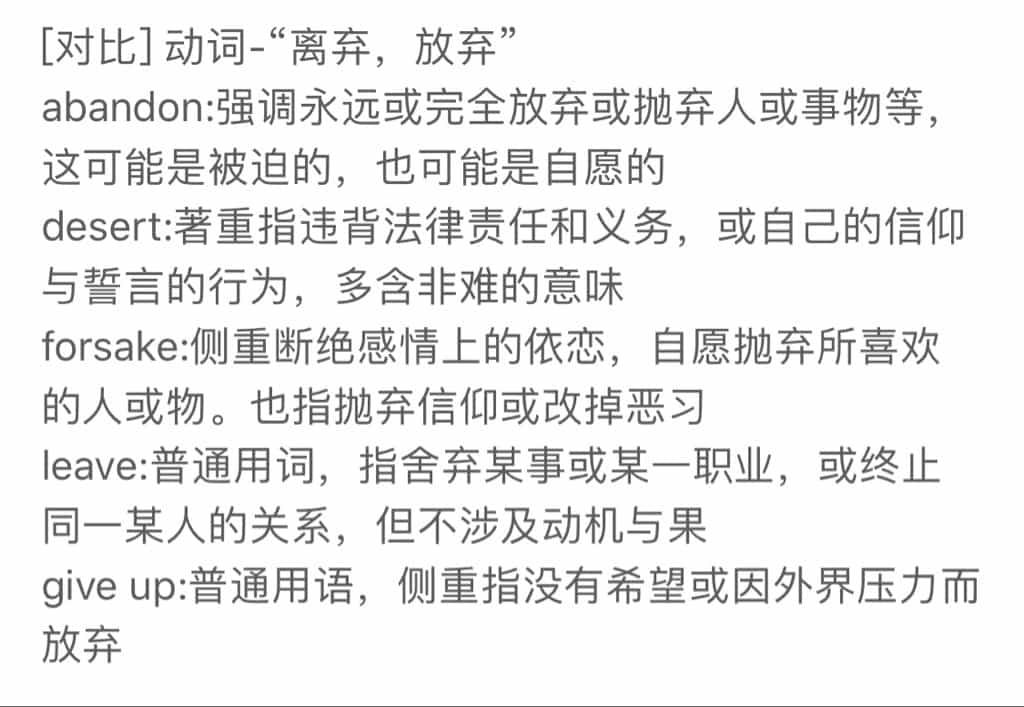 [对比] 动词-“离弃，放弃”
abandon:强调永远或完全放弃或抛弃人或事物等，
这可能是被迫的，也可能是自愿的
desert:著重指违背法律责任和义务，或自己的信仰
与誓言的行为，多含非难的意味
forsake:侧重断绝感情上的依恋，自愿抛弃所喜欢
的人或物。也指抛弃信仰或改掉恶习
leave:普通用词，指舍弃某事或某一职业，或终止
同一某人的关系，但不涉及动机与果
give up:普通用语，侧重指没有希望或因外界压力而
放弃